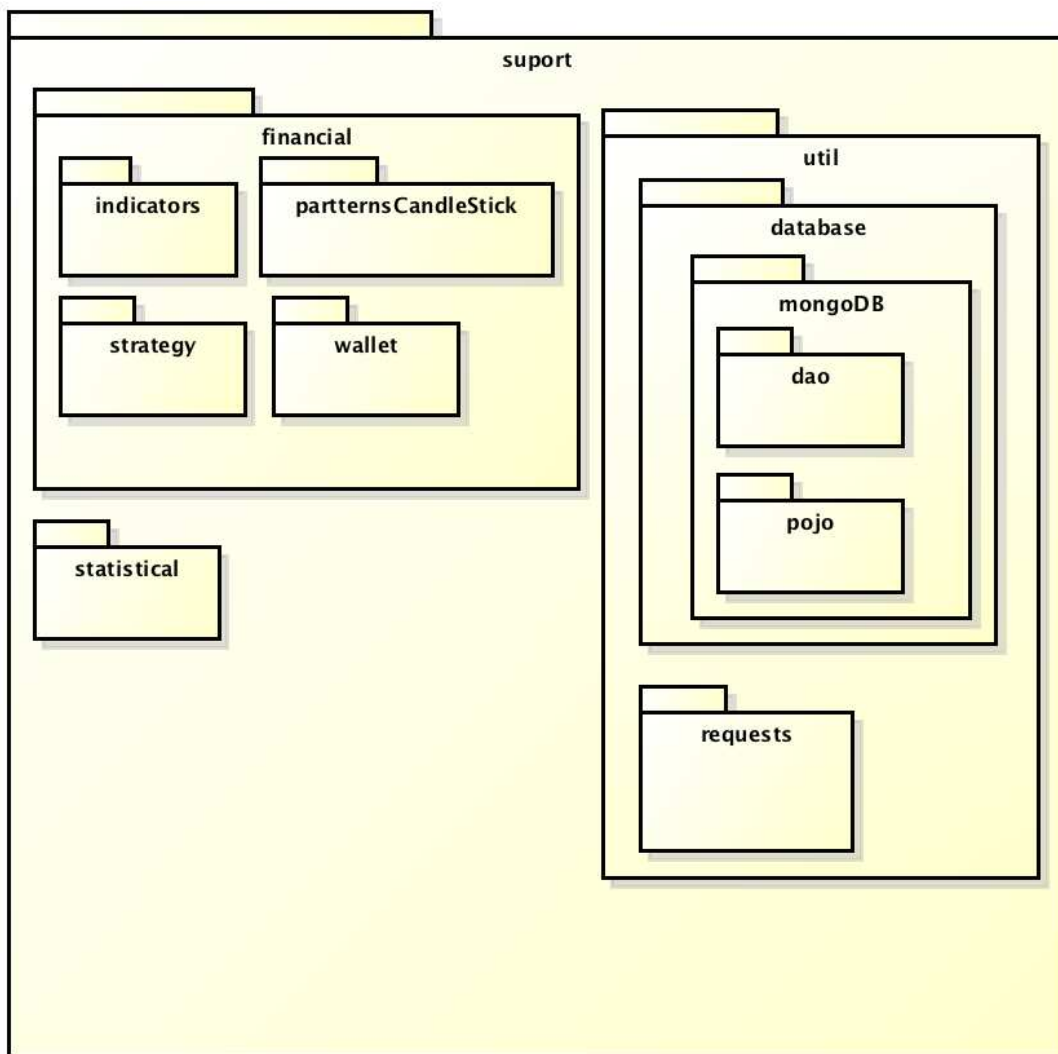 suport
financial
indicators
partternsCandleStick
strategy
wallet
statistical
util
database
mongoDB
dao
pojo
requests